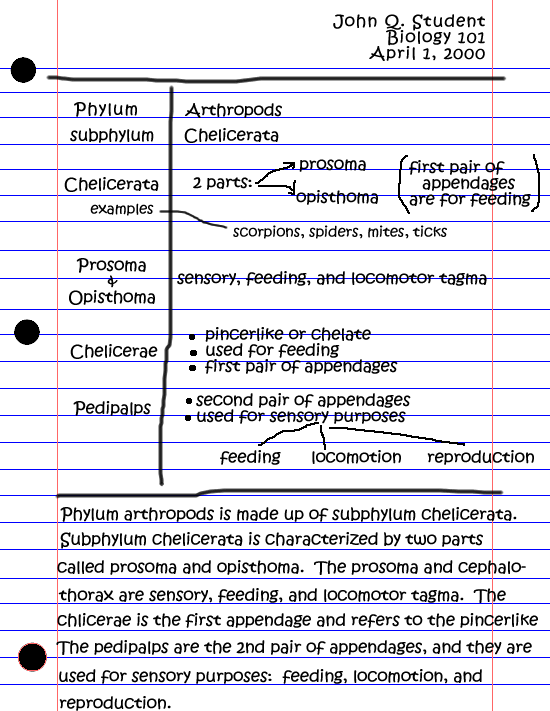 John Q. Student
Biology 101
April 1, 2000
Phylum Arthropods
subphylum Chelicerata
Chelicerata 2 parts: prosoma opisthoma (first pair of appendages are for feeding)
examples scorpions, spiders, mites, ticks
Prosoma
& sensory, feeding, and locomotor tagma
Opisthoma
Chelicerae • pincerlike or chelate
• used for feeding
• first pair of appendages
Pedipalps • second pair of appendages
• used for sensory purposes
feeding locomotion reproduction
Phylum arthropods is made up of subphylum chelicerata.
Subphylum chelicerata is characterized by two parts
called prosoma and opisthoma. The prosoma and cephalo-
thorax are sensory, feeding, and locomotor tagma. The
chlicerae is the first appendage and refers to the pincerlike
The pedipalps are the 2nd pair of appendages, and they are
used for sensory purposes: feeding, locomotion, and
reproduction.